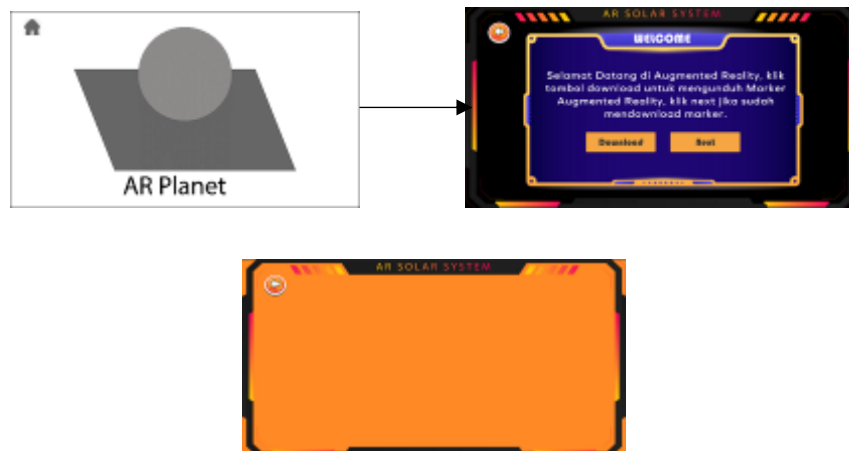 AR Planet
AR SOLAR SYSTEM
WELCOME
Selamat Datang di Augmented Reality, klik
tombol download untuk mengunduh Marker
Augmented Reality, klik next jika sudah
mendownload marker.
Download
Next
AR SOLAR SYSTEM